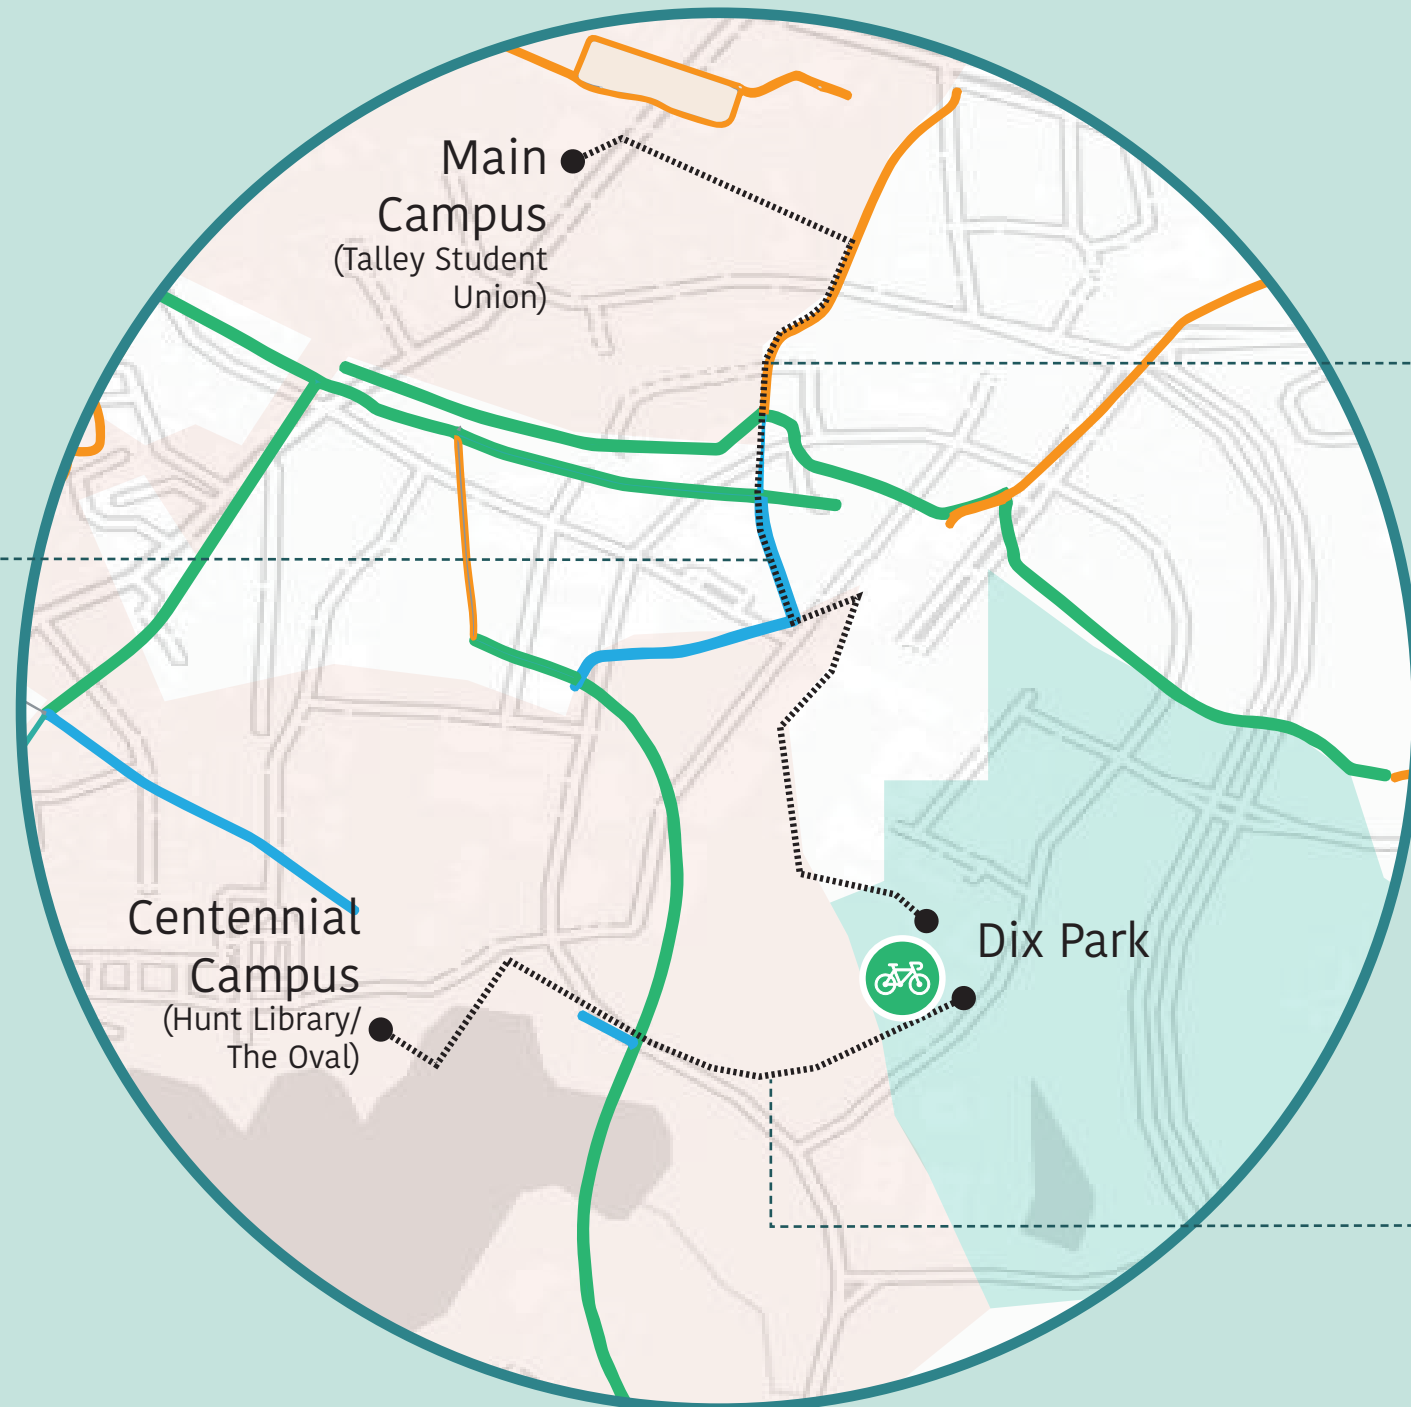 Main
Campus
(Talley Student
Union)
Dix Park
Centennial
Campus
(Hunt Library/
The Oval)